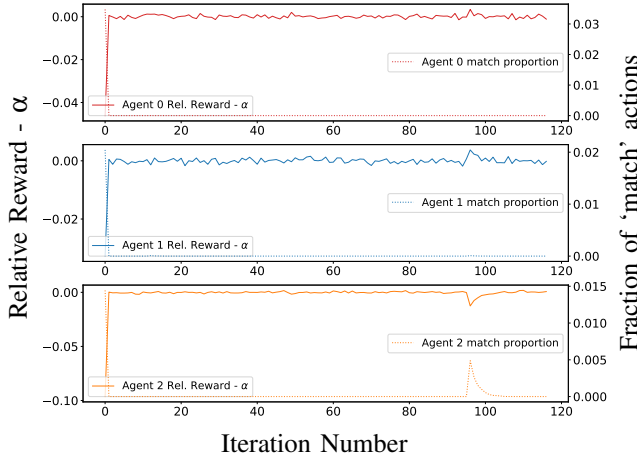 Relative Reward - α
Fraction of ‘match’ actions
0.00
−0.02
−0.04
0.03
0.02
0.01
0.00
Agent 0 match proportion
Agent 0 Rel. Reward - α
0 20 40 60 80 100 120
0.00
−0.02
0.02
0.01
0.00
Agent 1 match proportion
Agent 1 Rel. Reward - α
0 20 40 60 80 100 120
0.00
−0.05
−0.10
0.015
0.010
0.005
0.000
Agent 2 match proportion
Agent 2 Rel. Reward - α
0 20 40 60 80 100 120
Iteration Number